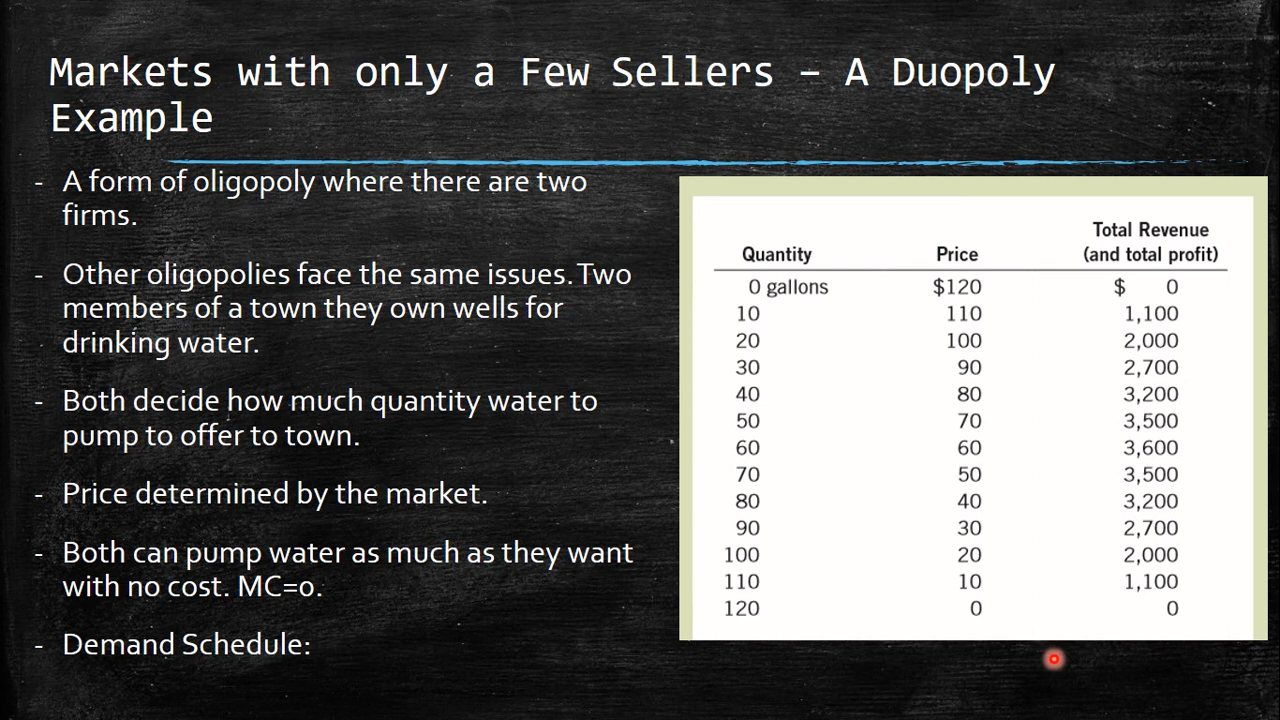 Markets with only a Few Sellers – A Duopoly
Example
- A form of oligopoly where there are two
firms.
- Other oligopolies face the same issues. Two
members of a town they own wells for
drinking water.
- Both decide how much quantity water to
pump to offer to town.
- Price determined by the market.
- Both can pump water as much as they want
with no cost. MC=0.
- Demand Schedule:
Total Revenue
Quantity Price (and total profit)
0 gallons $120 $ 0
10 110 1,100
20 100 2,000
30 90 2,700
40 80 3,200
50 70 3,500
60 60 3,600
70 50 3,500
80 40 3,200
90 30 2,700
100 20 2,000
110 10 1,100
120 0 0